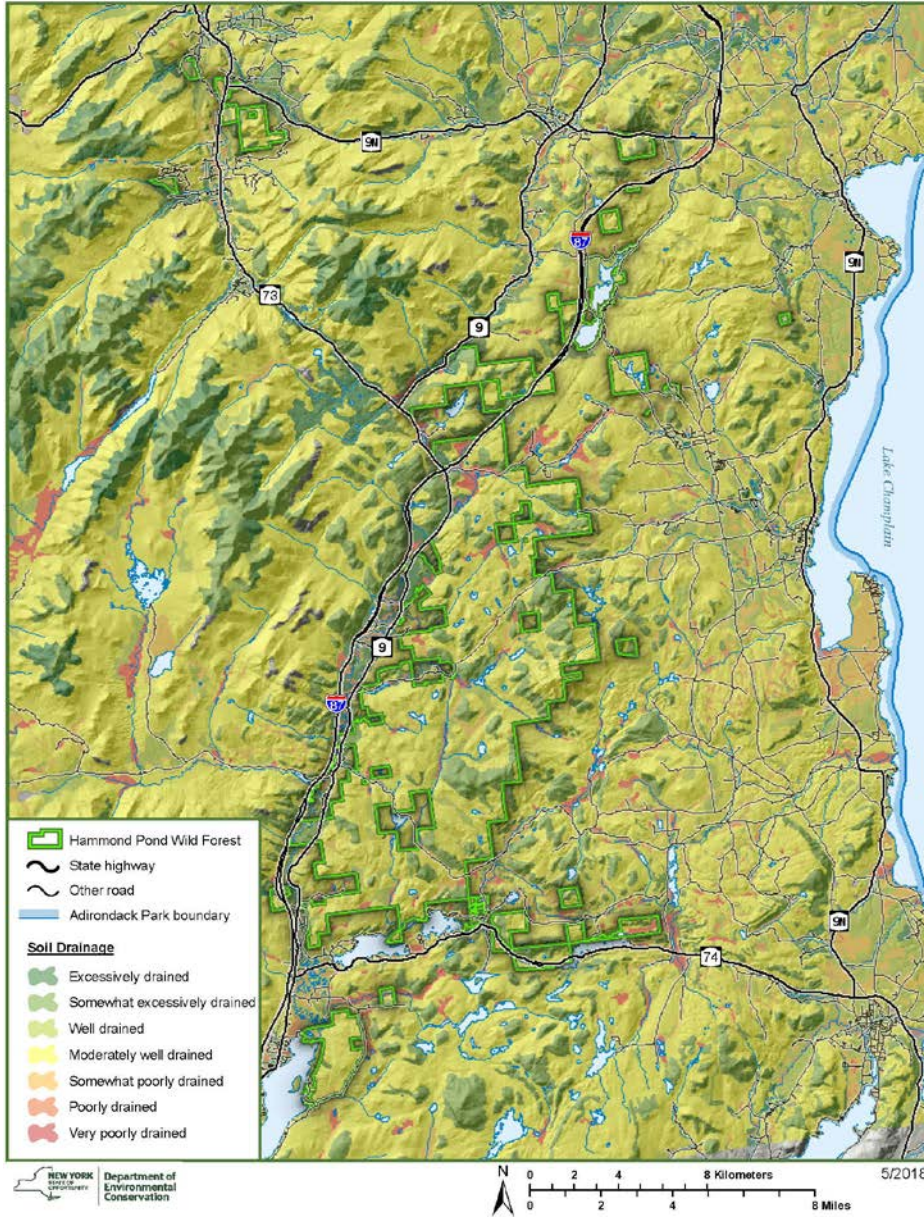 9N
87
9N
73
9
Lake Champlain
9
87
Hammond Pond Wild Forest
State highway
Other road
Adirondack Park boundary
Soil Drainage
Excessively drained
Somewhat excessively drained
Well drained
Moderately well drained
Somewhat poorly drained
Poorly drained
Very poorly drained
9N
74
NEW YORK
STATE OF
OPPORTUNITY
Department of
Environmental
Conservation
N
0 2 4 8 Kilometers
0 2 4 8 Miles
5/2018